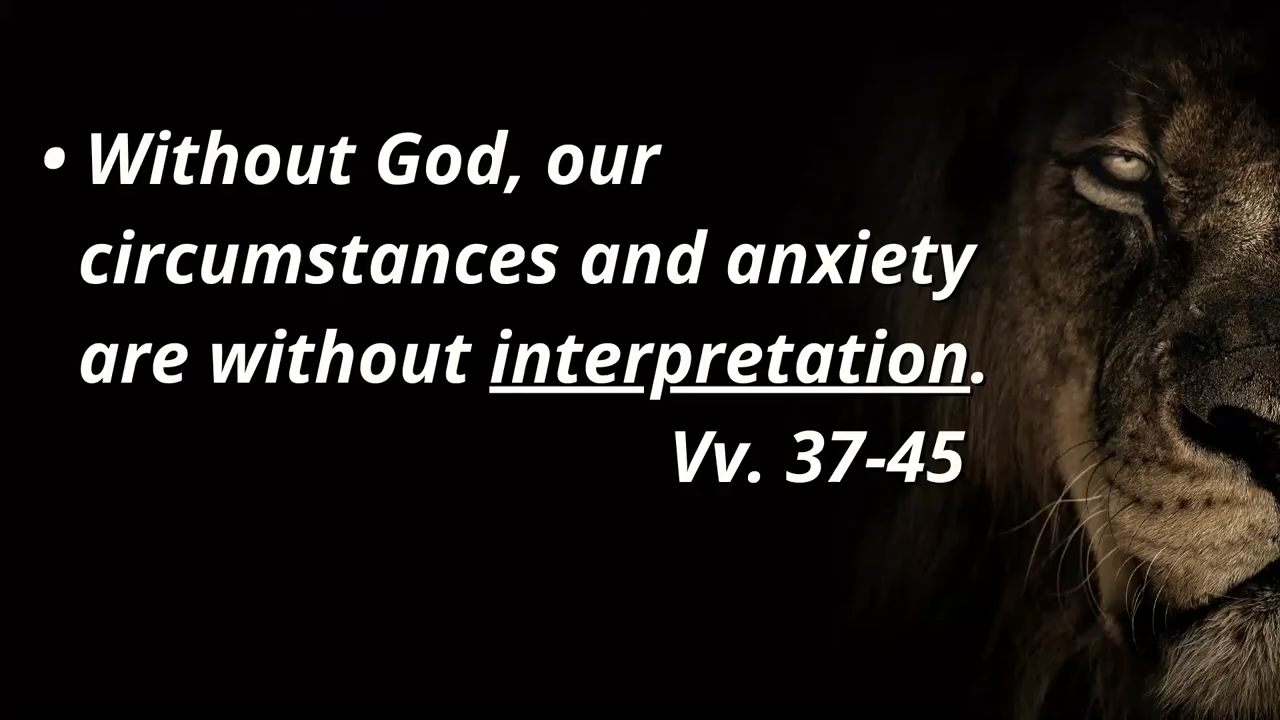 • Without God, our
circumstances and anxiety
are without interpretation.
Vv. 37-45